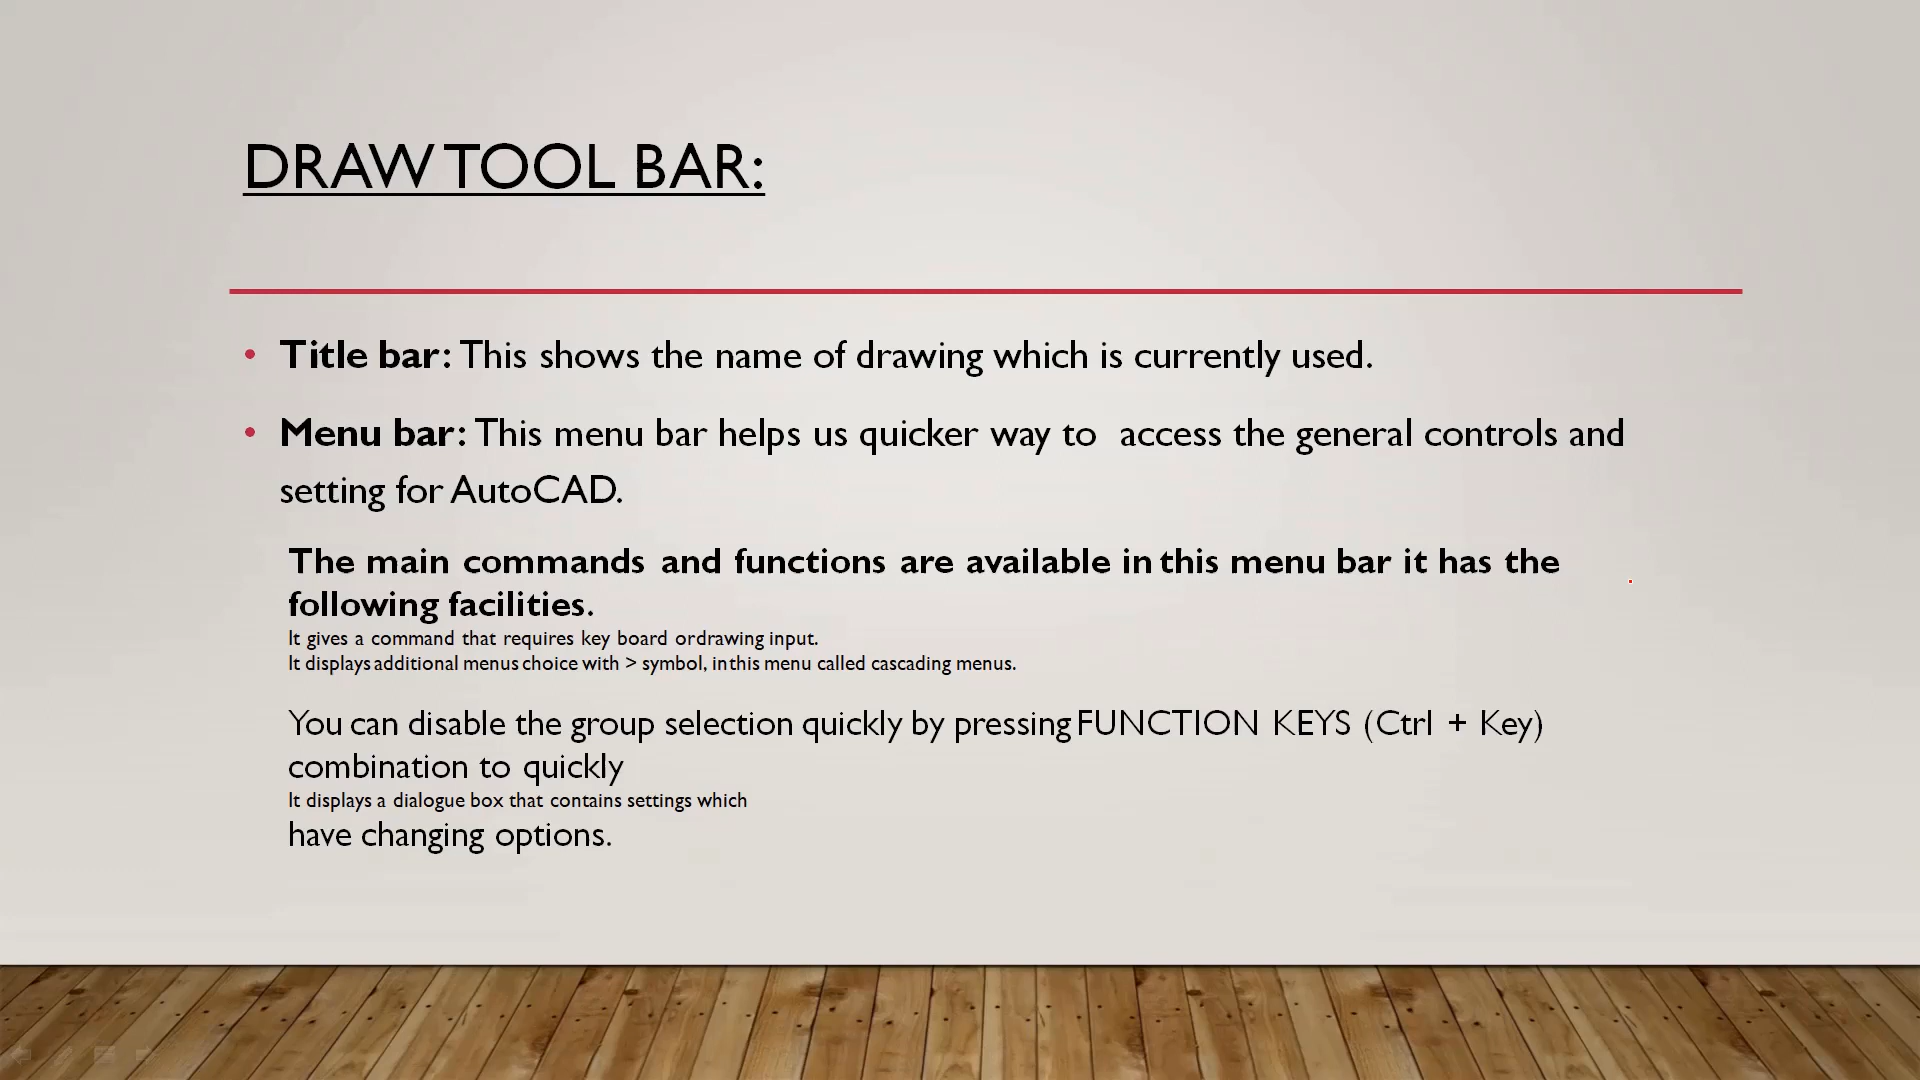 DRAW TOOL BAR:
• Title bar: This shows the name of drawing which is currently used.
• Menu bar: This menu bar helps us quicker way to access the general controls and
setting for AutoCAD.
The main commands and functions are available in this menu bar it has the
following facilities.
It gives a command that requires key board ordrawing input.
It displays additional menus choice with > symbol, in this menu called cascading menus.
You can disable the group selection quickly by pressing FUNCTION KEYS (Ctrl + Key)
combination to quickly
It displays a dialogue box that contains settings which
have changing options.